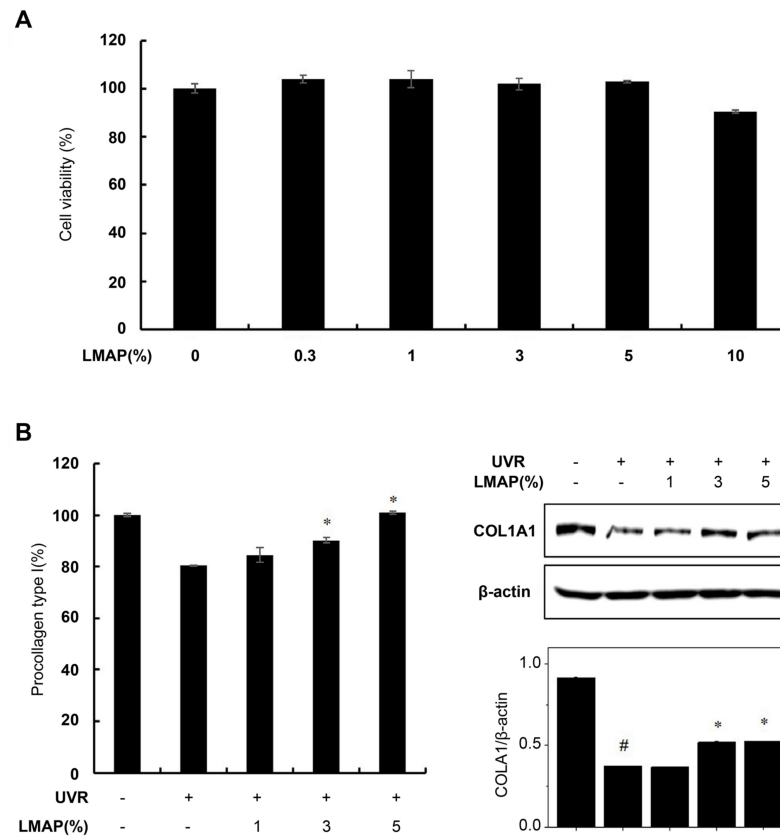 A
140
120
100
80
60
40
20
0
Cell viability (%)
LMAP(%) 0 0.3 1 3 5 10
B
120
100
80
60
40
20
0
Procollagen type I(%)
* *
UVR - + + + +
LMAP(%) - - 1 3 5
UVR - + + + +
LMAP(%) - - 1 3 5
COL1A1
β-actin
1.0
0.5
0.0
COLA1/β-actin
# * *